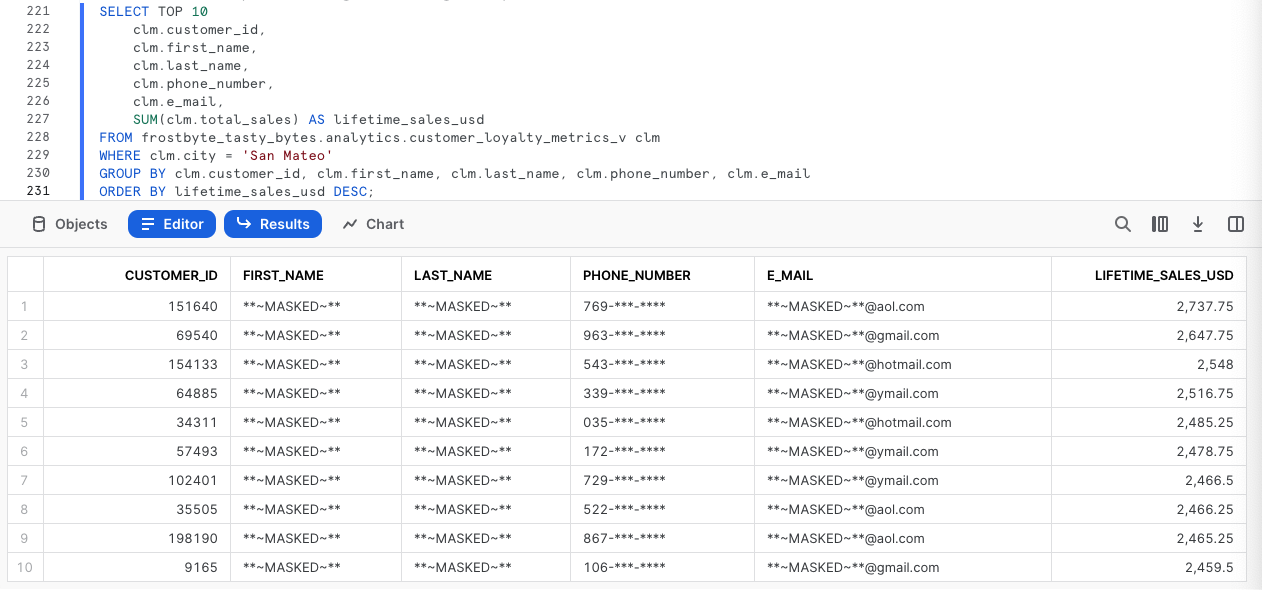 221 SELECT TOP 10
222 clm.customer_id,
223 clm.first_name,
224 clm.last_name,
225 clm.phone_number,
226 clm.e_mail,
227 SUM(clm.total_sales) AS lifetime_sales_usd
228 FROM frostbyte_tasty_bytes.analytics.customer_loyalty_metrics_v clm
229 WHERE clm.city = 'San Mateo'
230 GROUP BY clm.customer_id, clm.first_name, clm.last_name, clm.phone_number, clm.e_mail
231 ORDER BY lifetime_sales_usd DESC;
Objects Editor Results Chart
CUSTOMER_ID FIRST_NAME LAST_NAME PHONE_NUMBER E_MAIL LIFETIME_SALES_USD
1 151640 **~MASKED~** **~MASKED~** 769-***-**** **~MASKED~**@aol.com 2,737.75
2 69540 **~MASKED~** **~MASKED~** 963-***-**** **~MASKED~**@gmail.com 2,647.75
3 154133 **~MASKED~** **~MASKED~** 543-***-**** **~MASKED~**@hotmail.com 2,548
4 64885 **~MASKED~** **~MASKED~** 339-***-**** **~MASKED~**@ymail.com 2,516.75
5 34311 **~MASKED~** **~MASKED~** 035-***-**** **~MASKED~**@hotmail.com 2,485.25
6 57493 **~MASKED~** **~MASKED~** 172-***-**** **~MASKED~**@ymail.com 2,478.75
7 102401 **~MASKED~** **~MASKED~** 729-***-**** **~MASKED~**@ymail.com 2,466.5
8 35505 **~MASKED~** **~MASKED~** 522-***-**** **~MASKED~**@aol.com 2,466.25
9 198190 **~MASKED~** **~MASKED~** 867-***-**** **~MASKED~**@aol.com 2,465.25
10 9165 **~MASKED~** **~MASKED~** 106-***-**** **~MASKED~**@gmail.com 2,459.5